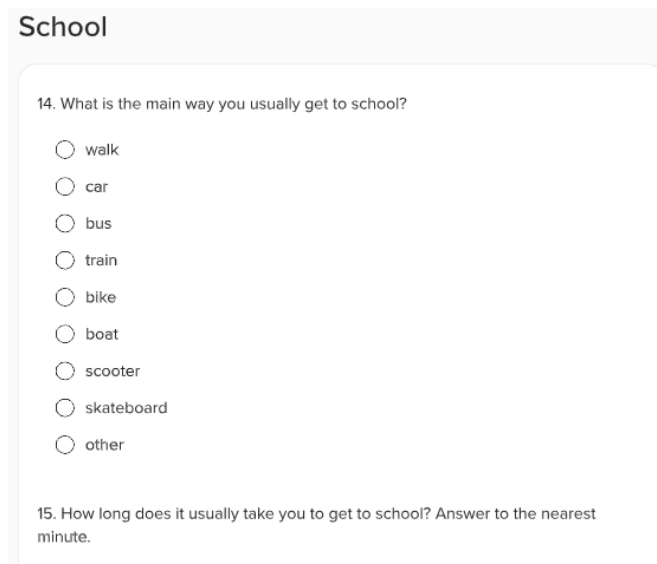 School
14. What is the main way you usually get to school?
walk
car
bus
train
bike
boat
scooter
skateboard
other
15. How long does it usually take you to get to school? Answer to the nearest
minute.